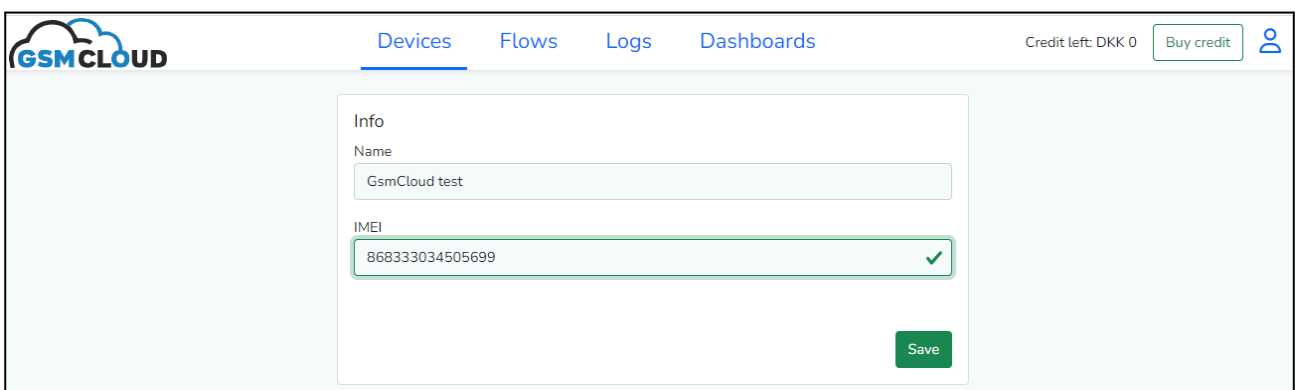 GSMCLOUD
Devices Flows Logs Dashboards Credit left: DKK 0 Buy credit
Info
Name
GsmCloud test
IMEI
868333034505699
Save